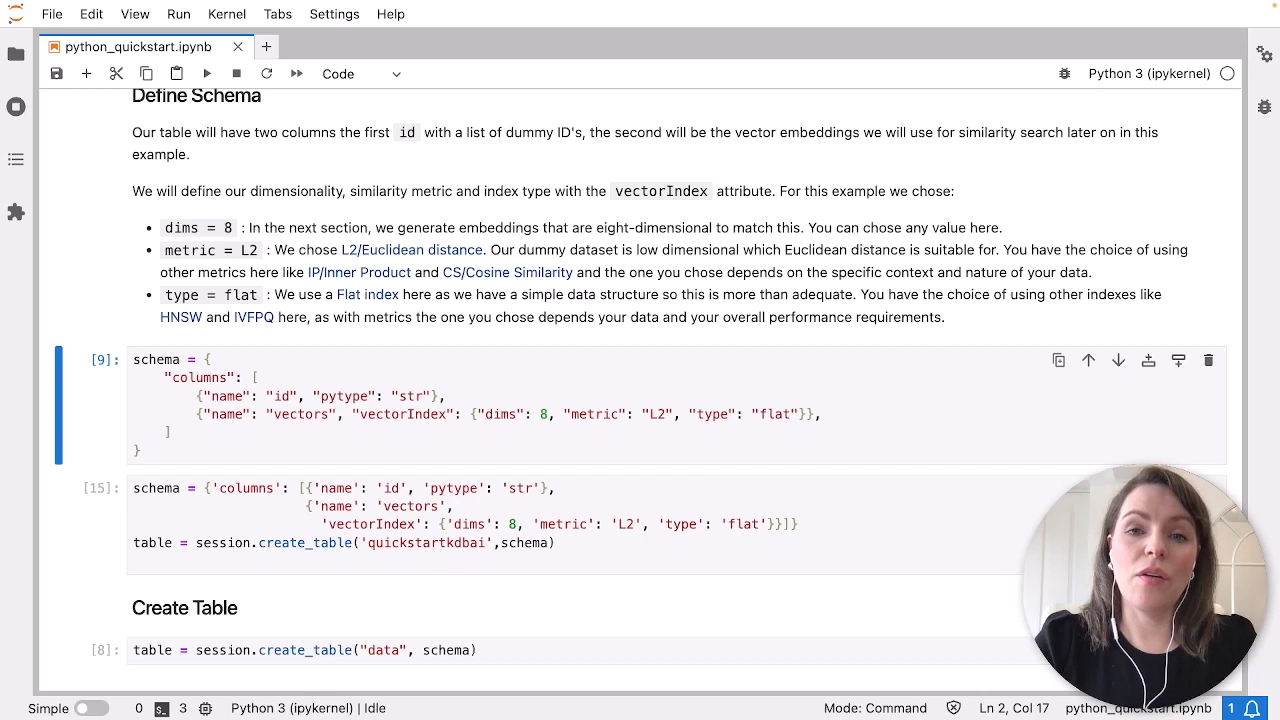 File Edit View Run Kernel Tabs Settings Help
python_quickstart.ipynb
Code
Python 3 (ipykernel)
Define Schema
Our table will have two columns the first id with a list of dummy ID's, the second will be the vector embeddings we will use for similarity search later on in this
example.
We will define our dimensionality, similarity metric and index type with the vectorIndex attribute. For this example we chose:
• dims = 8 : In the next section, we generate embeddings that are eight-dimensional to match this. You can chose any value here.
• metric = L2 : We chose L2/Euclidean distance. Our dummy dataset is low dimensional which Euclidean distance is suitable for. You have the choice of using
other metrics here like IP/Inner Product and CS/Cosine Similarity and the one you chose depends on the specific context and nature of your data.
• type = flat : We use a Flat index here as we have a simple data structure so this is more than adequate. You have the choice of using other indexes like
HNSW and IVFPQ here, as with metrics the one you chose depends your data and your overall performance requirements.
[9]: schema = {
"columns": [
{"name": "id", "pytype": "str"},
{"name": "vectors", "vectorIndex": {"dims": 8, "metric": "L2", "type": "flat"}},
]
}
[15]: schema = {'columns': [{'name': 'id', 'pytype': 'str'},
{'name': 'vectors',
'vectorIndex': {'dims': 8, 'metric': 'L2', 'type': 'flat'}}]}
table = session.create_table('quickstartkdbai',schema)
Create Table
[8]: table = session.create_table("data", schema)
Simple 0 3 Python 3 (ipykernel) | Idle Mode: Command Ln 2, Col 17 python_quickstart.ipynb 1